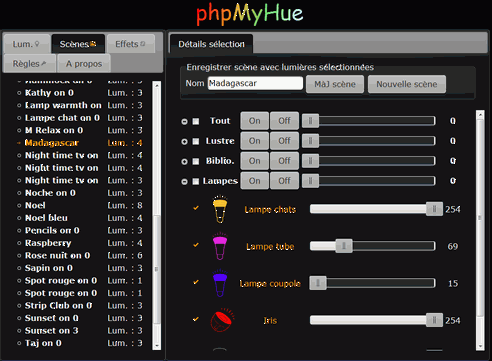 phpMyHue
Lum.
Scènes
Effets
Règles
A propos
Hammock on 0 Lum. : 3
Kathy on 0 Lum. : 3
Lamp warmth on Lum. : 3
Lampe chat on 0 Lum. : 3
M Relax on 0 Lum. : 3
Madagascar Lum. : 4
Night time tv on Lum. : 4
Night time tv on Lum. : 4
Night time tv on Lum. : 3
Noche on 0 Lum. : 3
Noel Lum. : 8
Noel bleu Lum. : 4
Pencils on 0 Lum. : 3
Raspberry Lum. : 4
Rose nuit on 0 Lum. : 6
Sapin on 0 Lum. : 3
Spot rouge on 0 Lum. : 1
Spot rouge on 0 Lum. : 1
Strip Club on 0 Lum. : 3
Sunset on 0 Lum. : 3
Sunset on 3 Lum. : 3
Taj on 0 Lum. : 3
Détails sélection
Enregistrer scène avec lumières sélectionnées
Nom Madagascar MàJ scène Nouvelle scène
Tout On Off 0
Lustre On Off 0
Biblio. On Off 0
Lampes On Off 0
Lampe chats 254
Lampe tube 69
Lampe coupole 15
Iris 254